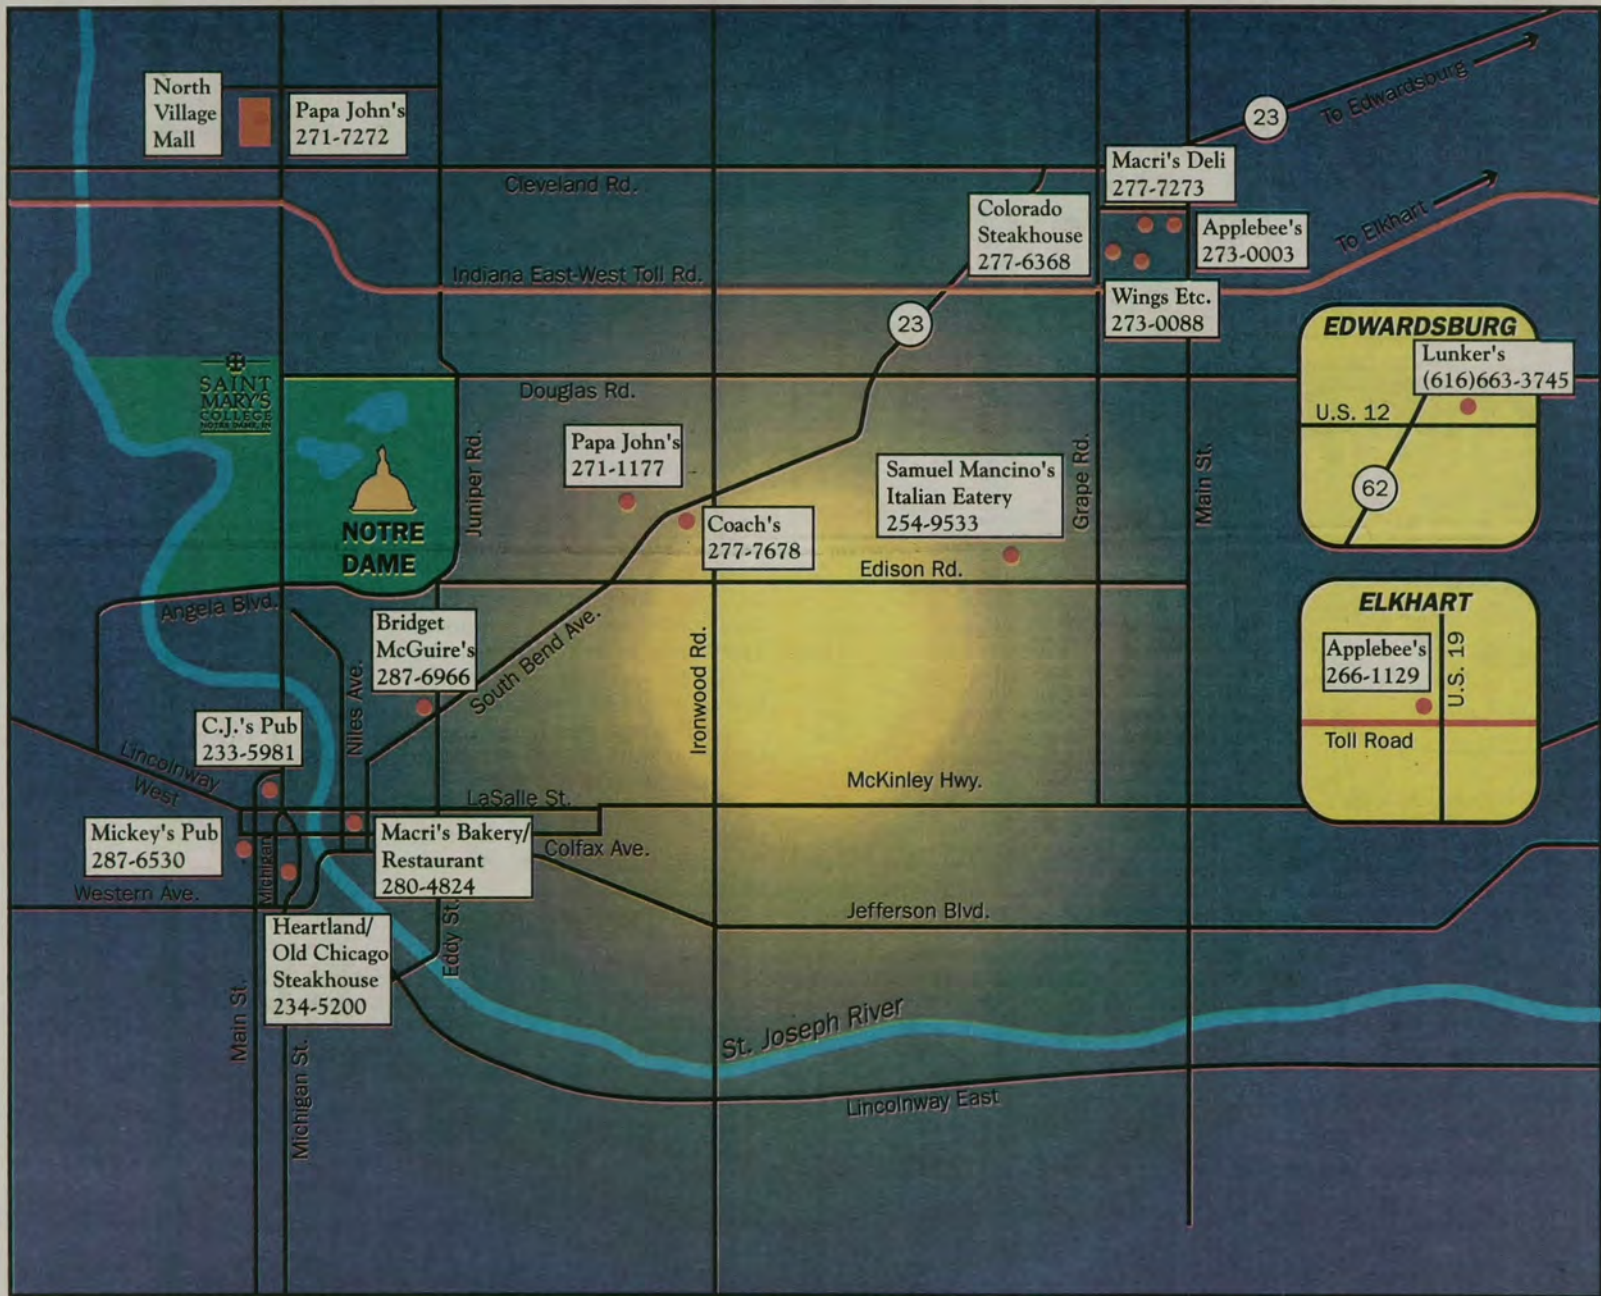 North
Village
Mall
Papa John's
271-7272
23
To Edwardsburg
Macri's Deli
277-7273
Cleveland Rd.
Colorado
Steakhouse
277-6368
Applebee's
273-0003
To Elkhart
Indiana East-West Toll Rd.
Wings Etc.
273-0088
23
EDWARDSBURG
Lunker's
(616)663-3745
U.S. 12
62
SAINT
MARY'S
COLLEGE
NOTRE DAME, IN
Douglas Rd.
Juniper Rd.
Papa John's
271-1177
Samuel Mancino's
Italian Eatery
254-9533
Grape Rd.
Main St.
NOTRE
DAME
Coach's
277-7678
Edison Rd.
Angela Blvd.
Bridget
McGuire's
287-6966
South Bend Ave.
Ironwood Rd.
ELKHART
Applebee's
266-1129
U.S. 19
Toll Road
Niles Ave.
C.J.'s Pub
233-5981
Lincolnway
West
LaSalle St.
McKinley Hwy.
Mickey's Pub
287-6530
Michigan
Macri's Bakery/
Restaurant
280-4824
Colfax Ave.
Western Ave.
Jefferson Blvd.
Heartland/
Old Chicago
Steakhouse
234-5200
Eddy St.
Main St.
Michigan St.
St. Joseph River
Lincolnway East